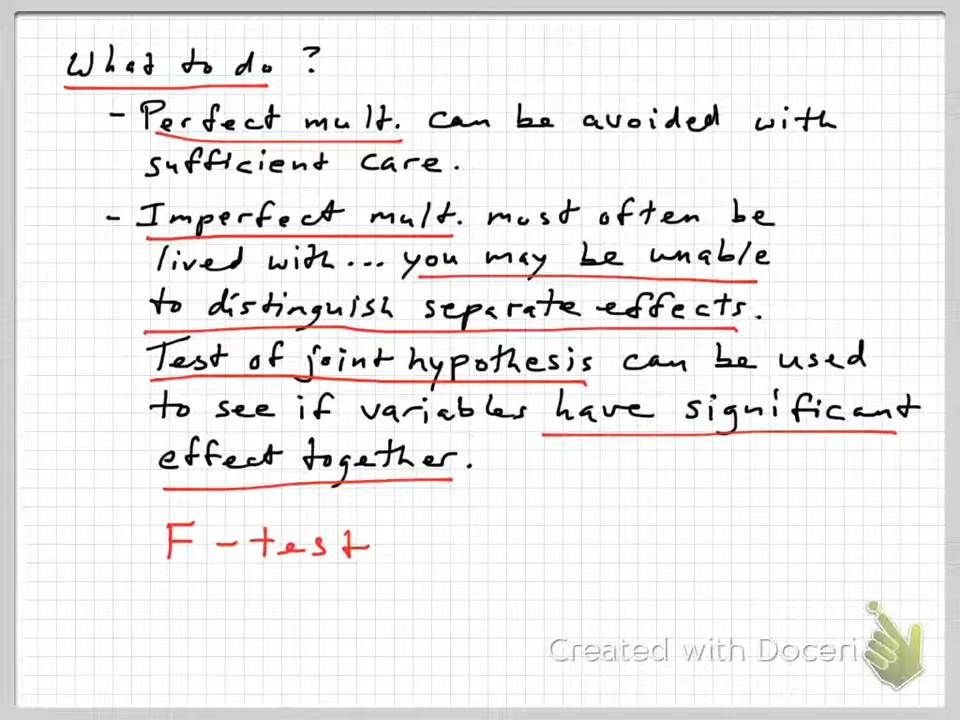 What to do ?
- Perfect mult. can be avoided with
sufficient care.
- Imperfect mult. must often be
lived with... you may be unable
to distinguish separate effects.
Test of joint hypothesis can be used
to see if variables have significant
effect together.
F - test
Created with Doceri